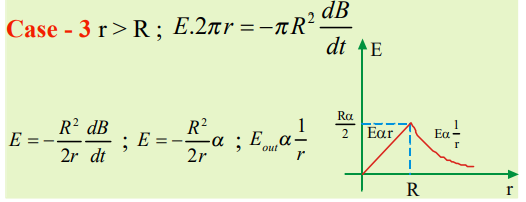 Case - 3 r > R ; E.2πr = −πR² dB/dt
E = − R²/2r dB/dt ; E = − R²/2r α ; E_out α 1/r
E
Rα/2
Eαr
Eα 1/r
R
r